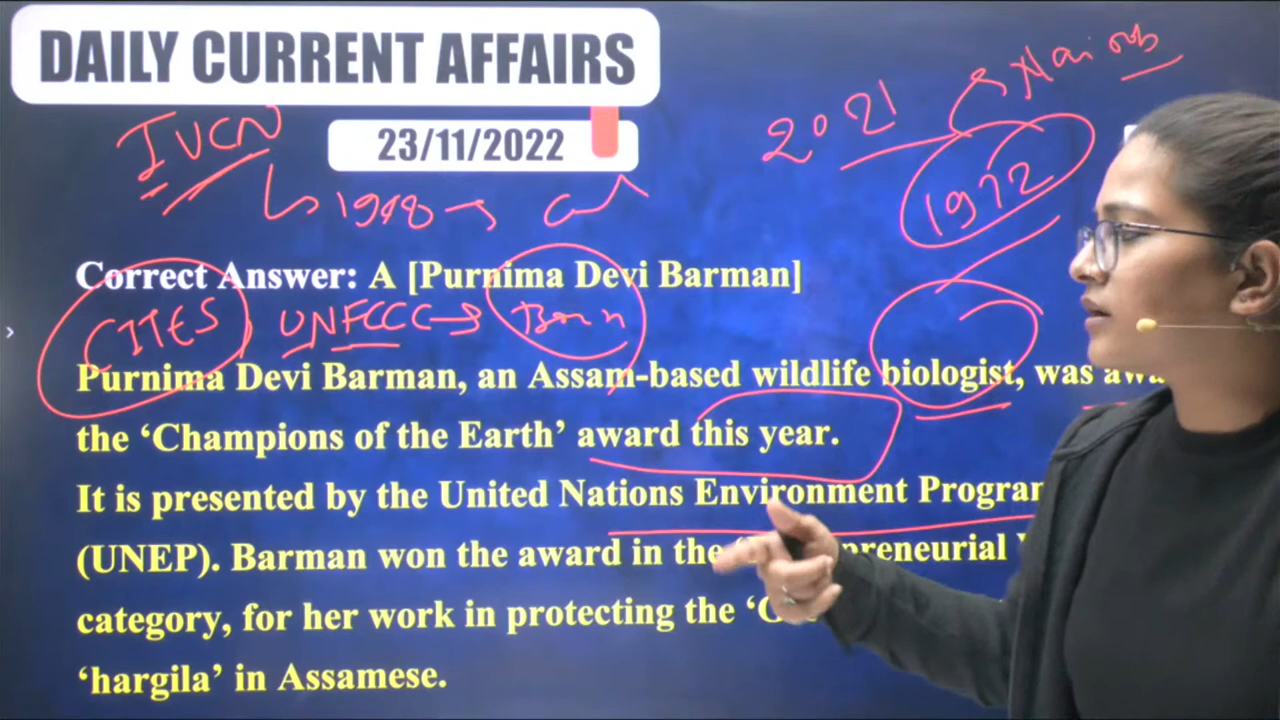 DAILY CURRENT AFFAIRS
23/11/2022
2021 Nairob
IUCN
1948
1972
Correct Answer: A [Purnima Devi Barman]
CITES UNFCCC Bonn
Purnima Devi Barman, an Assam-based wildlife biologist, was
the ‘Champions of the Earth’ award this year.
It is presented by the United Nations Environment Program
(UNEP). Barman won the award in the
category, for her work in protecting the
‘hargila’ in Assamese.